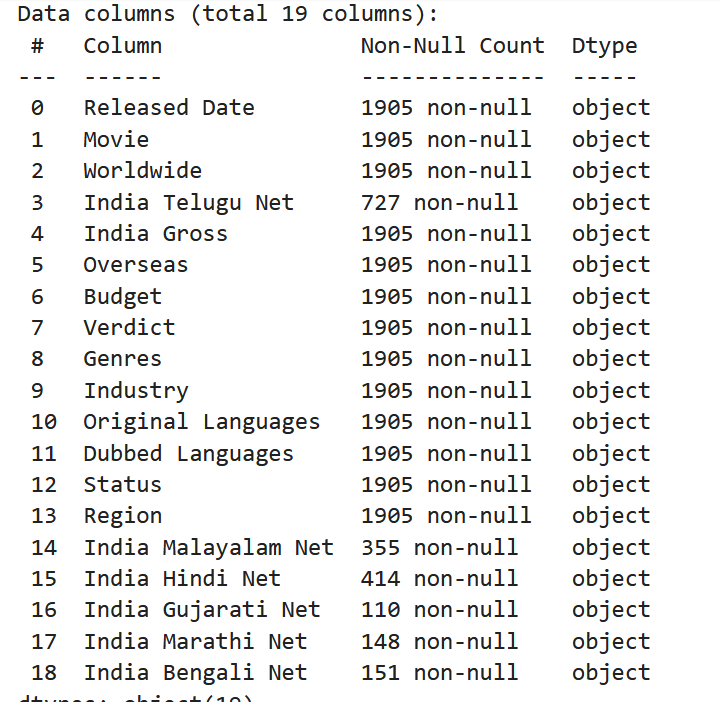 Data columns (total 19 columns):
 #   Column               Non-Null Count  Dtype
---  ------               --------------  -----
 0   Released Date        1905 non-null   object
 1   Movie                1905 non-null   object
 2   Worldwide            1905 non-null   object
 3   India Telugu Net     727 non-null    object
 4   India Gross          1905 non-null   object
 5   Overseas             1905 non-null   object
 6   Budget               1905 non-null   object
 7   Verdict              1905 non-null   object
 8   Genres               1905 non-null   object
 9   Industry             1905 non-null   object
 10  Original Languages   1905 non-null   object
 11  Dubbed Languages     1905 non-null   object
 12  Status               1905 non-null   object
 13  Region               1905 non-null   object
 14  India Malayalam Net  355 non-null    object
 15  India Hindi Net      414 non-null    object
 16  India Gujarati Net   110 non-null    object
 17  India Marathi Net    148 non-null    object
 18  India Bengali Net    151 non-null    object
dtypes: object(19)